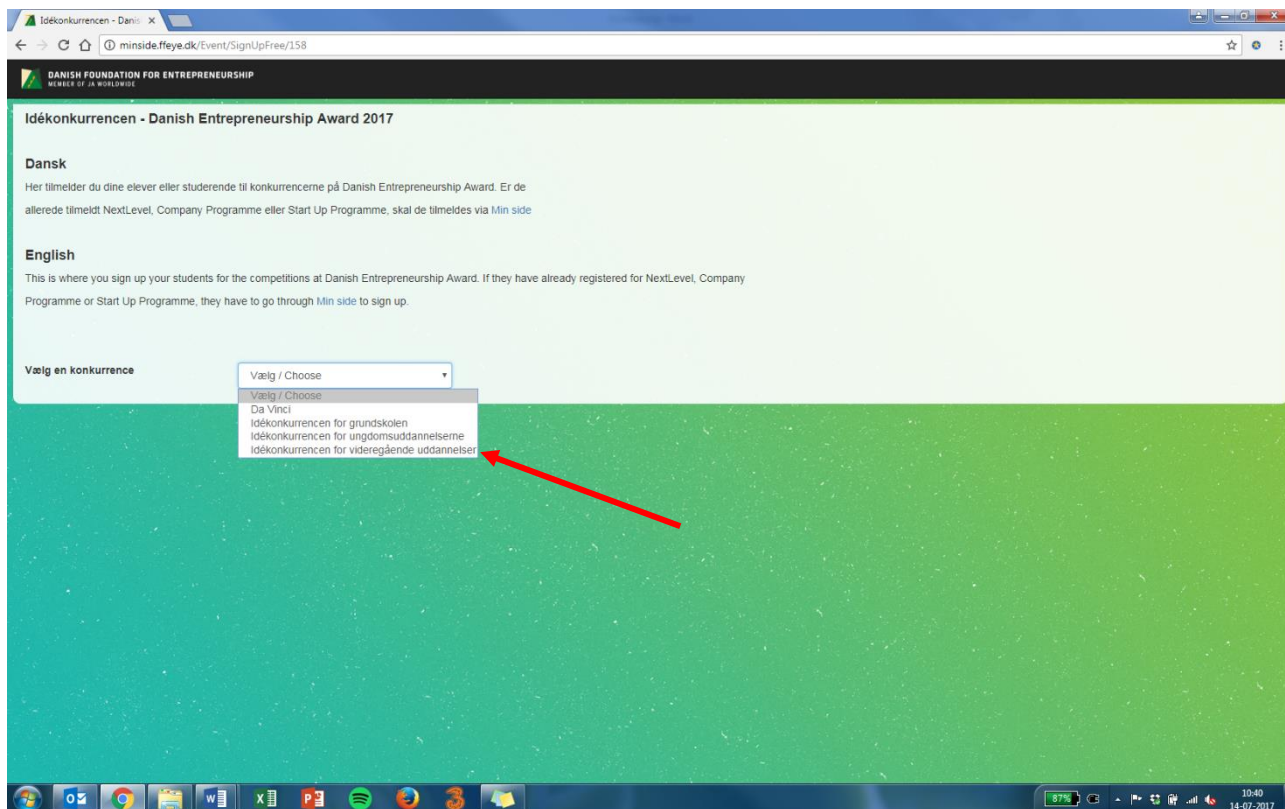 Idékonkurrencen - Danis
minside.ffeye.dk/Event/SignUpFree/158
DANISH FOUNDATION FOR ENTREPRENEURSHIP
MEMBER OF JA WORLDWIDE
Idékonkurrencen - Danish Entrepreneurship Award 2017
Dansk
Her tilmelder du dine elever eller studerende til konkurrencerne på Danish Entrepreneurship Award. Er de
allerede tilmeldt NextLevel, Company Programme eller Start Up Programme, skal de tilmeldes via Min side
English
This is where you sign up your students for the competitions at Danish Entrepreneurship Award. If they have already registered for NextLevel, Company
Programme or Start Up Programme, they have to go through Min side to sign up.
Vælg en konkurrence
Vælg / Choose
Vælg / Choose
Da Vinci
Idékonkurrencen for grundskolen
Idékonkurrencen for ungdomsuddannelserne
Idékonkurrencen for videregående uddannelser
87%
10:40
14-07-2017